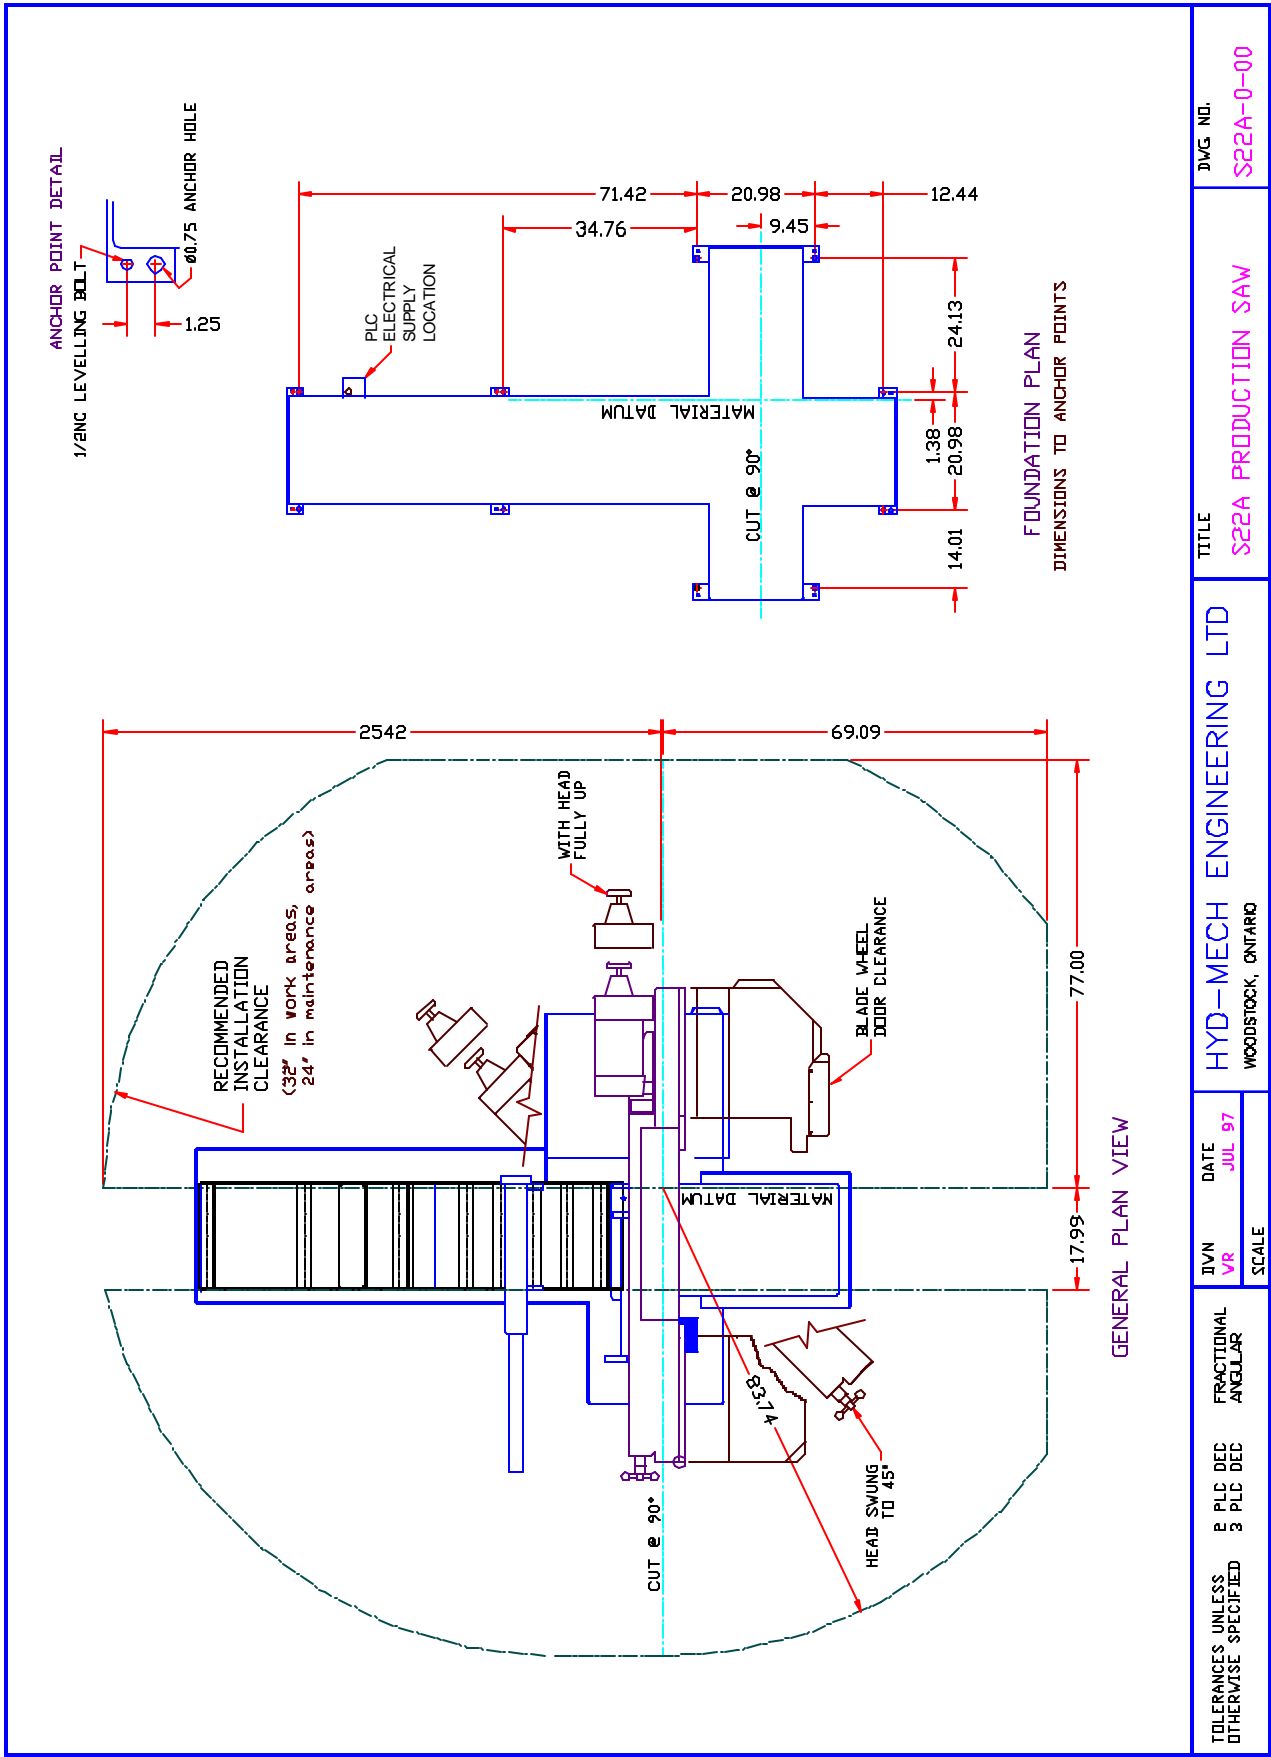 ANCHOR POINT DETAIL
1/2NC LEVELLING BOLT
Ø0.75 ANCHOR HOLE
1.25
PLC
ELECTRICAL
SUPPLY
LOCATION
71.42
20.98
12.44
34.76
9.45
MATERIAL DATUM
CUT @ 90°
24.13
1.38
20.98
14.01
FOUNDATION PLAN
DIMENSIONS TO ANCHOR POINTS
2542
69.09
WITH HEAD
FULLY UP
RECOMMENDED
INSTALLATION
CLEARANCE
(32" in work areas,
24" in maintenance areas)
BLADE WHEEL
DOOR CLEARANCE
77.00
17.99
MATERIAL DATUM
83.74
HEAD SWUNG
TO 45°
CUT @ 90°
GENERAL PLAN VIEW
TOLERANCES UNLESS
OTHERWISE SPECIFIED
2 PLC DEC
3 PLC DEC
FRACTIONAL
ANGULAR
DWN
VR
DATE
JUL 97
SCALE
HYD-MECH ENGINEERING LTD
WOODSTOCK, ONTARIO
TITLE
S22A PRODUCTION SAW
DWG NO.
S22A-0-00